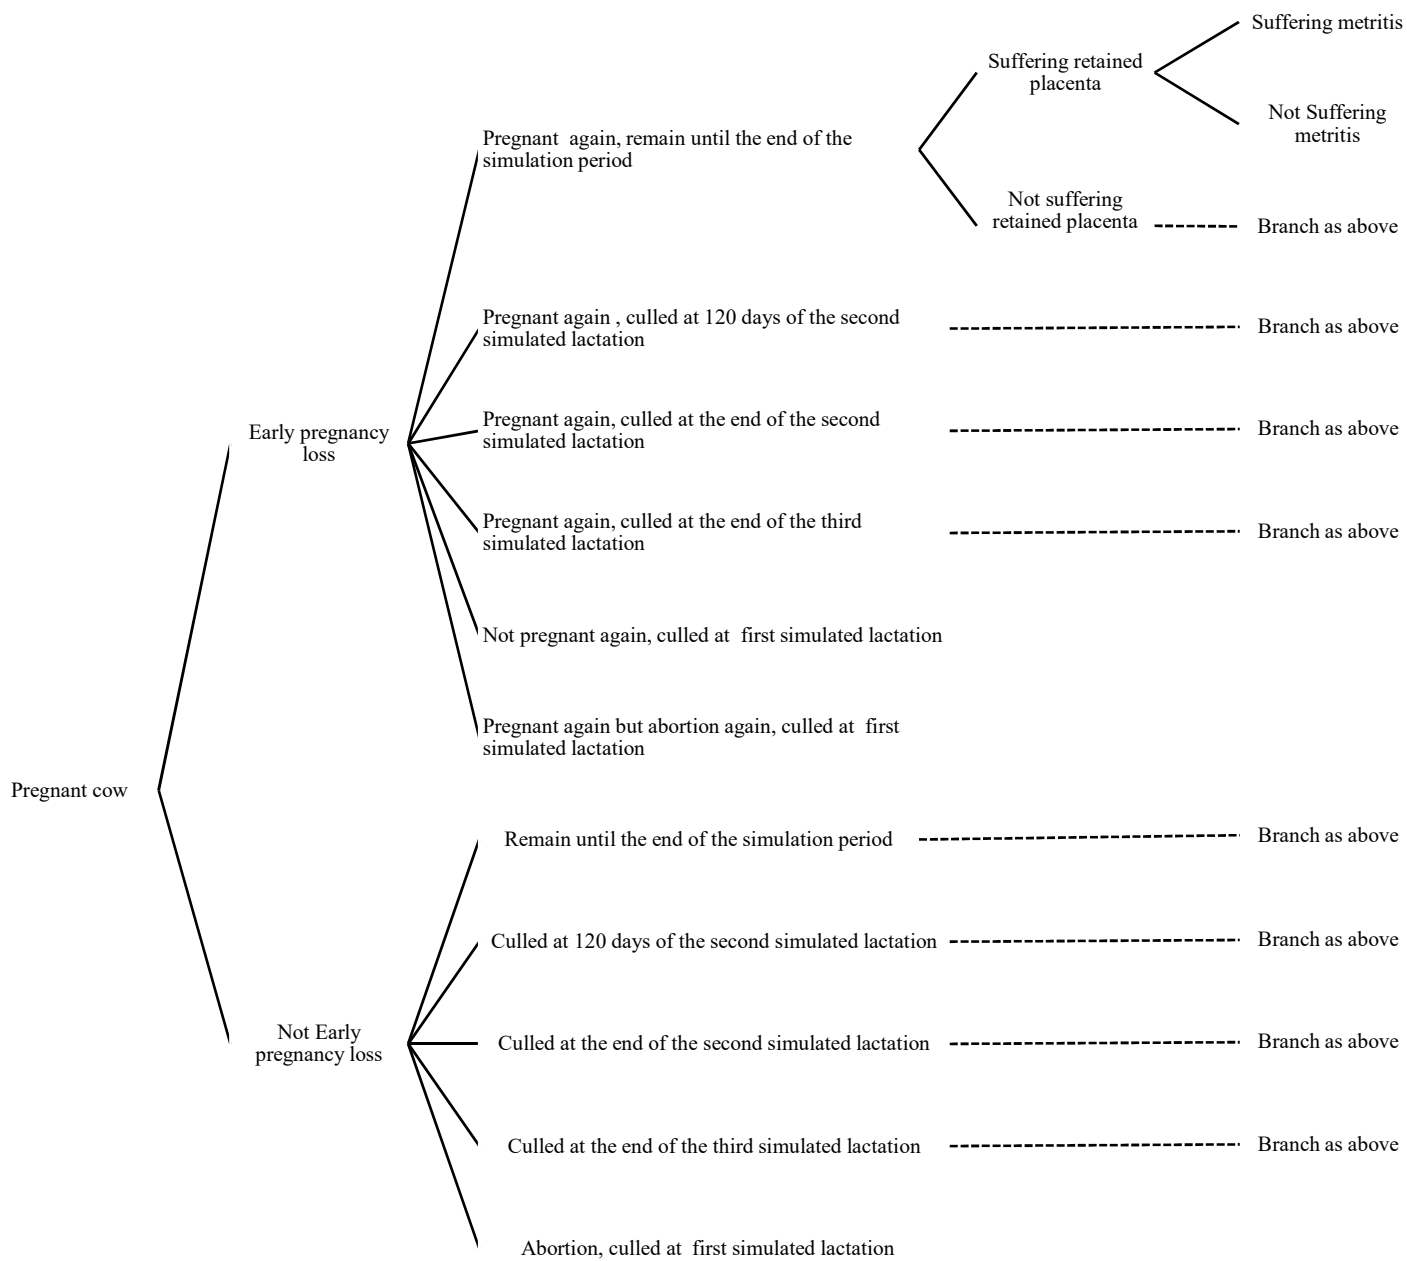 Suffering metritis
Suffering retained
placenta
Not Suffering
metritis
Pregnant  again, remain until the end of the
simulation period
Not suffering
retained placenta
Branch as above
Pregnant again , culled at 120 days of the second
simulated lactation
Branch as above
Early pregnancy
loss
Pregnant again, culled at the end of the second
simulated lactation
Branch as above
Pregnant again, culled at the end of the third
simulated lactation
Branch as above
Not pregnant again, culled at  first simulated lactation
Pregnant again but abortion again, culled at  first
simulated lactation
Pregnant cow
Remain until the end of the simulation period
Branch as above
Culled at 120 days of the second simulated lactation
Branch as above
Not Early
pregnancy loss
Culled at the end of the second simulated lactation
Branch as above
Culled at the end of the third simulated lactation
Branch as above
Abortion, culled at  first simulated lactation